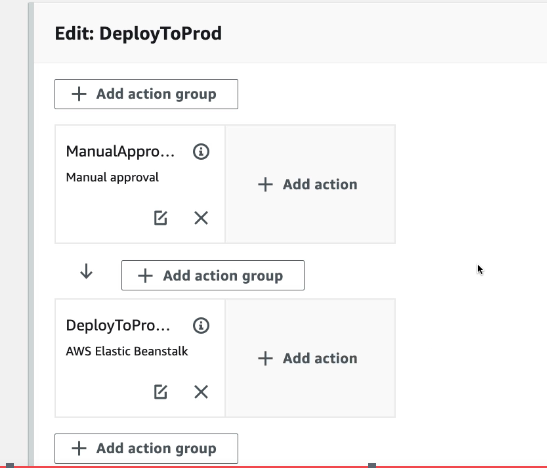 Edit: DeployToProd
+ Add action group
ManualAppro...
Manual approval
+ Add action
+ Add action group
DeployToPro...
AWS Elastic Beanstalk
+ Add action
+ Add action group